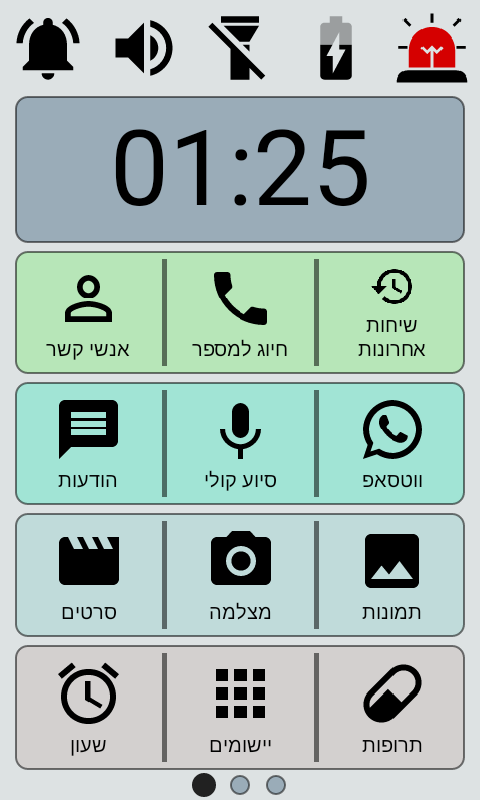 01:25
שיחות
אחרונות
חיוג למספר
אנשי קשר
ווטסאפ
סיוע קולי
הודעות
תמונות
מצלמה
סרטים
תרופות
יישומים
שעון